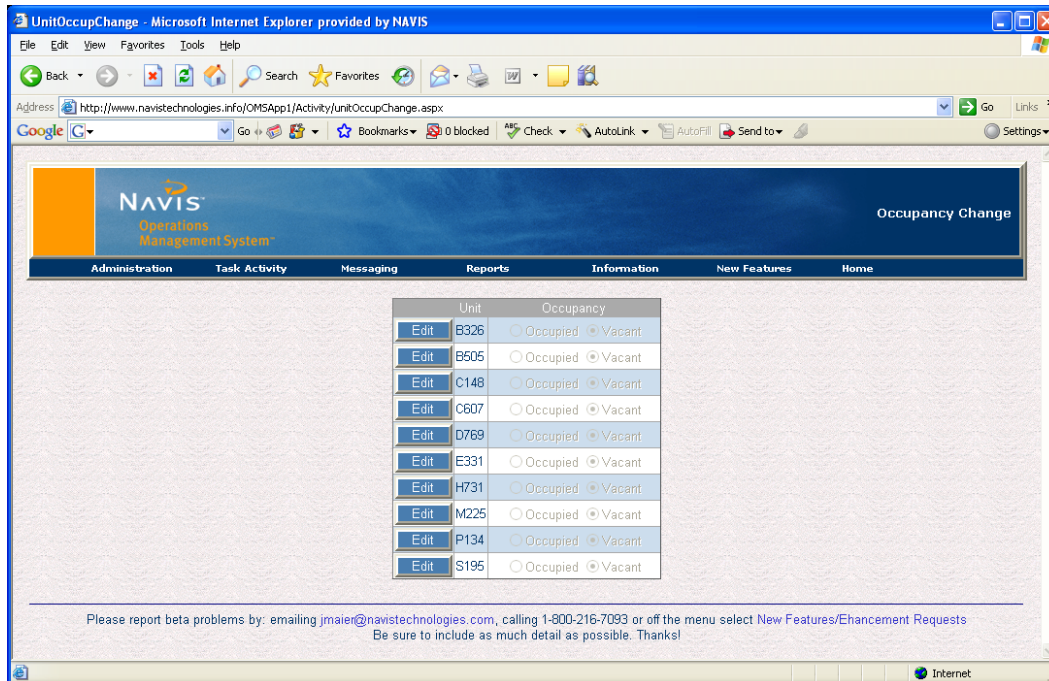 UnitOccupChange - Microsoft Internet Explorer provided by NAVIS
File Edit View Favorites Tools Help
Back Search Favorites
Address http://www.navistechnologies.info/OMSApp1/Activity/unitOccupChange.aspx Go Links
Google G Go Bookmarks 0 blocked ABC Check AutoLink AutoFill Send to Settings
NAVIS
Operations
Management System™
Occupancy Change
Administration Task Activity Messaging Reports Information New Features Home
Unit Occupancy
Edit B326 Occupied Vacant
Edit B505 Occupied Vacant
Edit C148 Occupied Vacant
Edit C607 Occupied Vacant
Edit D769 Occupied Vacant
Edit E331 Occupied Vacant
Edit H731 Occupied Vacant
Edit M225 Occupied Vacant
Edit P134 Occupied Vacant
Edit S195 Occupied Vacant
Please report beta problems by: emailing jmaier@navistechnologies.com, calling 1-800-216-7093 or off the menu select New Features/Ehancement Requests
Be sure to include as much detail as possible. Thanks!
Internet